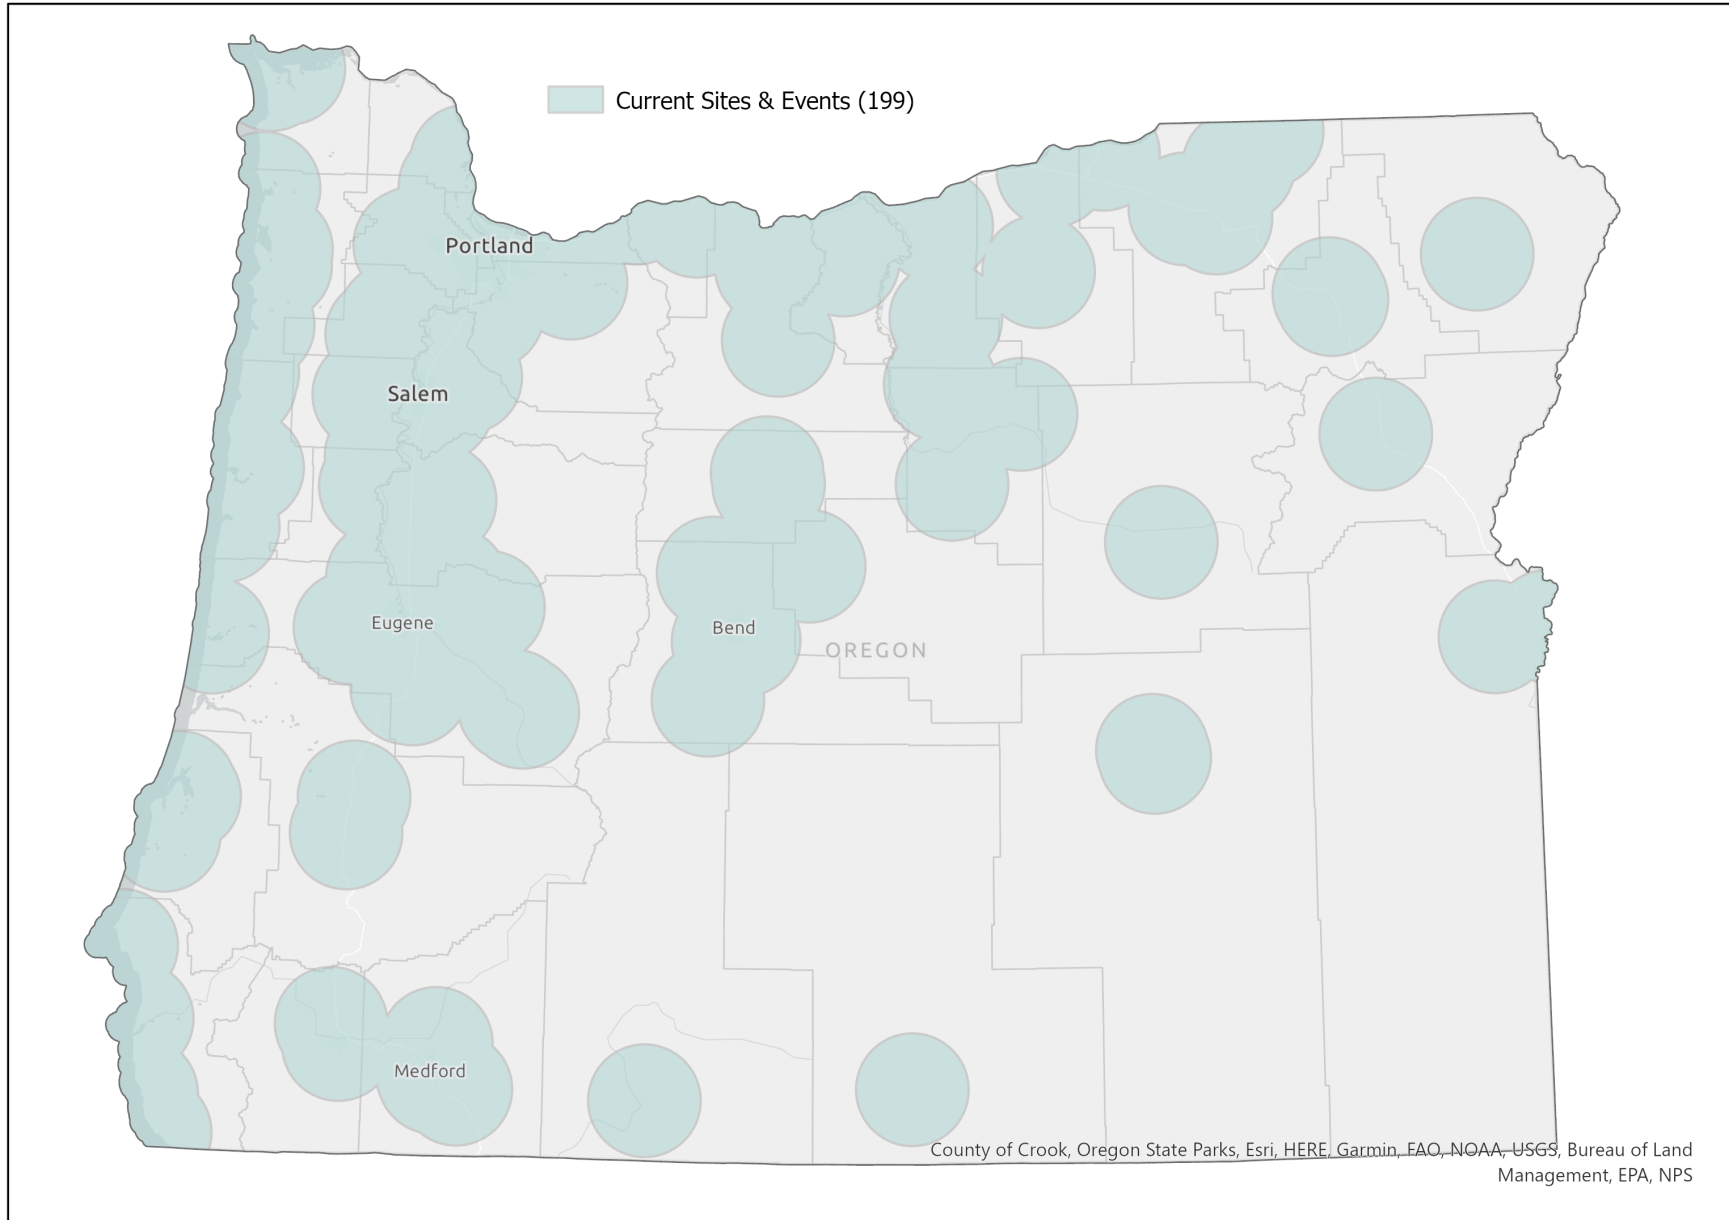 Current Sites & Events (199)
Portland
Salem
Eugene
Bend
OREGON
Medford
County of Crook, Oregon State Parks, Esri, HERE, Garmin, FAO, NOAA, USGS, Bureau of Land
Management, EPA, NPS